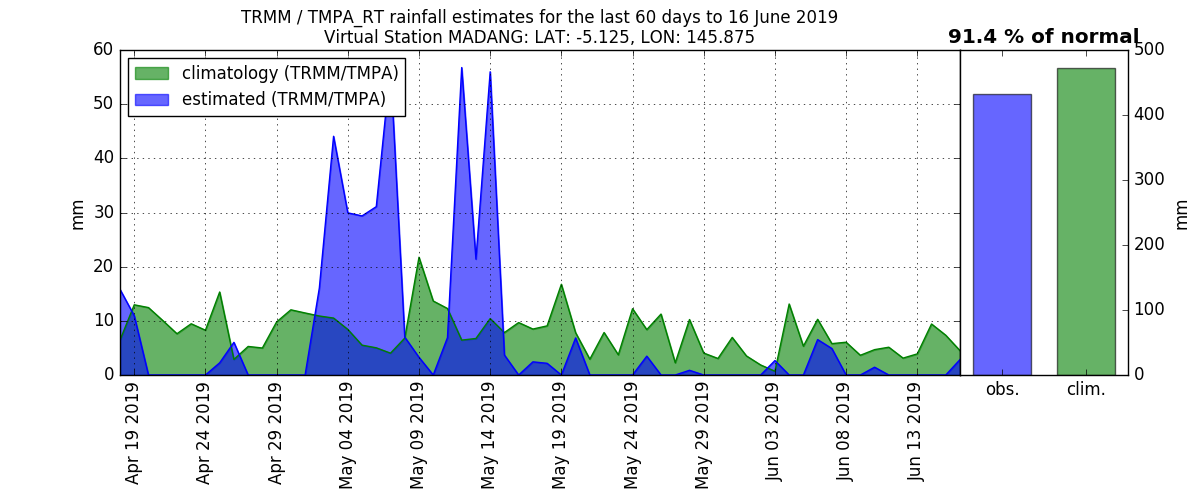 TRMM / TMPA_RT rainfall estimates for the last 60 days to 16 June 2019
Virtual Station MADANG: LAT: -5.125, LON: 145.875
91.4 % of normal
climatology (TRMM/TMPA)
estimated (TRMM/TMPA)
60
50
40
30
20
10
0
mm
Apr 19 2019
Apr 24 2019
Apr 29 2019
May 04 2019
May 09 2019
May 14 2019
May 19 2019
May 24 2019
May 29 2019
Jun 03 2019
Jun 08 2019
Jun 13 2019
500
400
300
200
100
0
mm
obs.
clim.